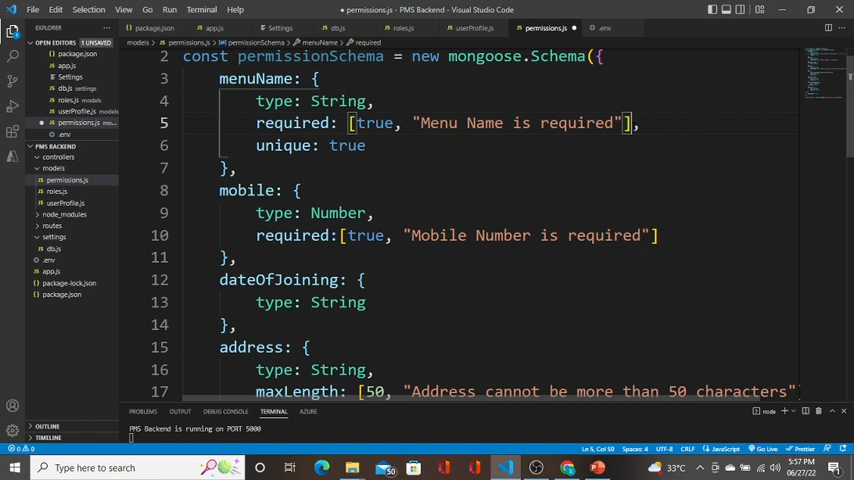 File Edit Selection View Go Run Terminal Help
● permissions.js - PMS Backend - Visual Studio Code
EXPLORER
OPEN EDITORS 1 UNSAVED
package.json
app.js
Settings
db.js
roles.js models
userProfile.js
permissions.js mo...
.env
PMS BACKEND
controllers
models
permissions.js
roles.js
userProfile.js
node_modules
routes
settings
db.js
.env
app.js
package-lock.json
package.json
OUTLINE
TIMELINE
package.json app.js Settings db.js roles.js userProfile.js permissions.js .env
models > permissions.js > permissionSchema > menuName > required
2 const permissionSchema = new mongoose.Schema({
3 menuName: {
4 type: String,
5 required: [true, "Menu Name is required"],
6 unique: true
7 },
8 mobile: {
9 type: Number,
10 required:[true, "Mobile Number is required"]
11 },
12 dateOfJoining: {
13 type: String
14 },
15 address: {
16 type: String,
17 maxLength: [50, "Address cannot be more than 50 characters"]
PROBLEMS OUTPUT DEBUG CONSOLE TERMINAL AZURE
node
PMS Backend is running on PORT 5000
0 0
Ln 5, Col 50 Spaces: 4 UTF-8 CRLF JavaScript Go Live Prettier
Type here to search
50
33°C
5:57 PM
06/27/22